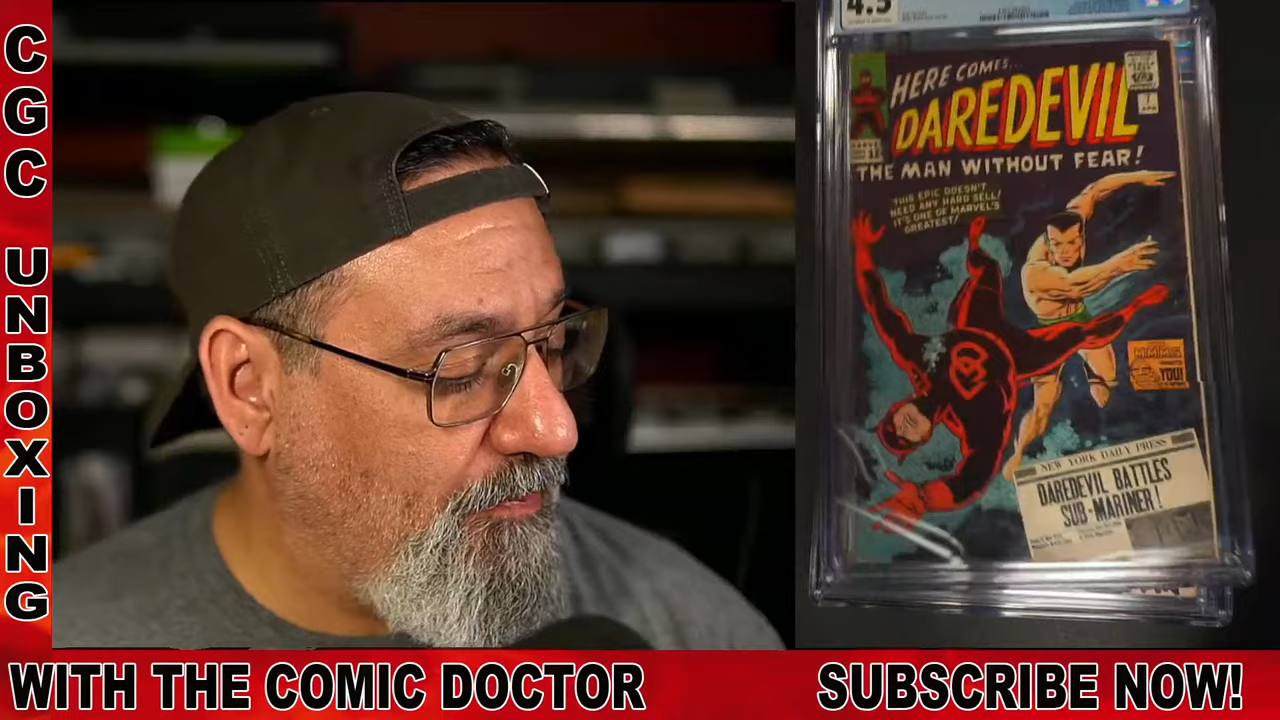 CGC UNBOXING
4.5
HERE COMES...
DAREDEVIL
THE MAN WITHOUT FEAR!
THIS EPIC DOESN'T
NEED ANY HARD SELL!
IT'S ONE OF MARVEL'S
GREATEST!
M.M.M.S.
YOU!
NEW YORK DAILY PRESS
DAREDEVIL BATTLES
SUB-MARINER!
WITH THE COMIC DOCTOR
SUBSCRIBE NOW!